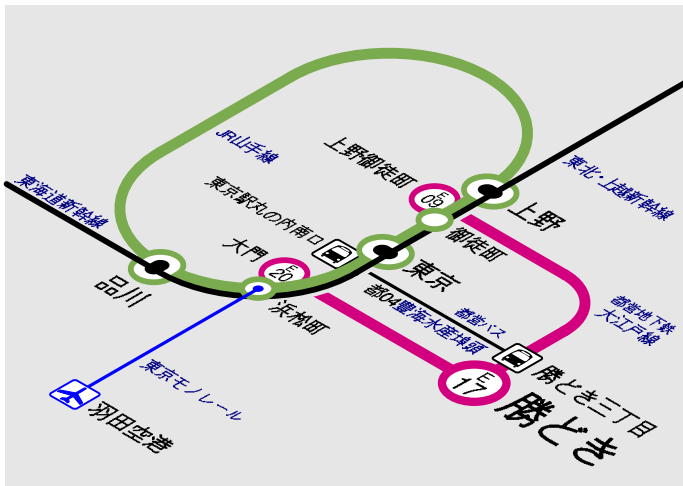 JR山手線
上野御徒町
E
09
東北・上越新幹線
上野
東京駅丸の内南口
御徒町
東海道新幹線
大門
E
20
東京
品川
浜松町
都04豊海水産埠頭
都営バス
都営地下鉄
大江戸線
東京モノレール
羽田空港
E
17
勝どき三丁目
勝どき